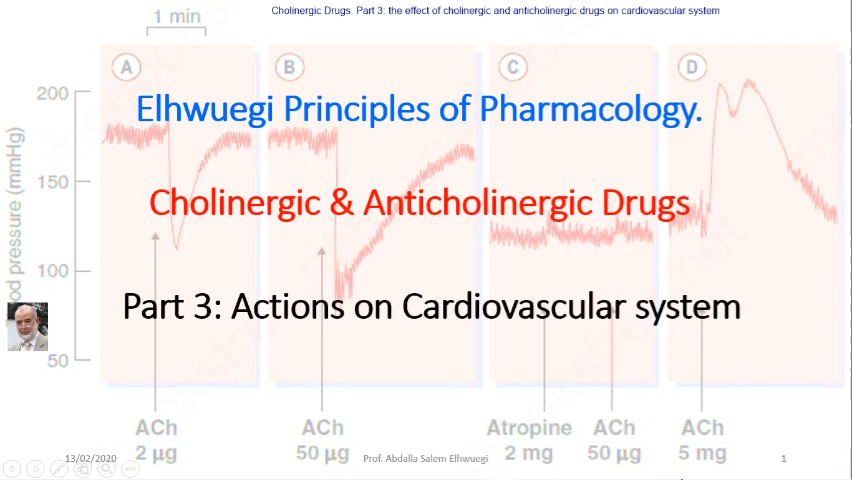 Cholinergic Drugs. Part 3: the effect of cholinergic and anticholinergic drugs on cardiovascular system
1 min
A B C D
Elhwuegi Principles of Pharmacology.
Cholinergic & Anticholinergic Drugs
Part 3: Actions on Cardiovascular system
200
150
100
50
pressure (mmHg)
ACh ACh Atropine ACh ACh
2 µg 50 µg 2 mg 50 µg 5 mg
13/02/2020 Prof. Abdalla Salem Elhwuegi 1